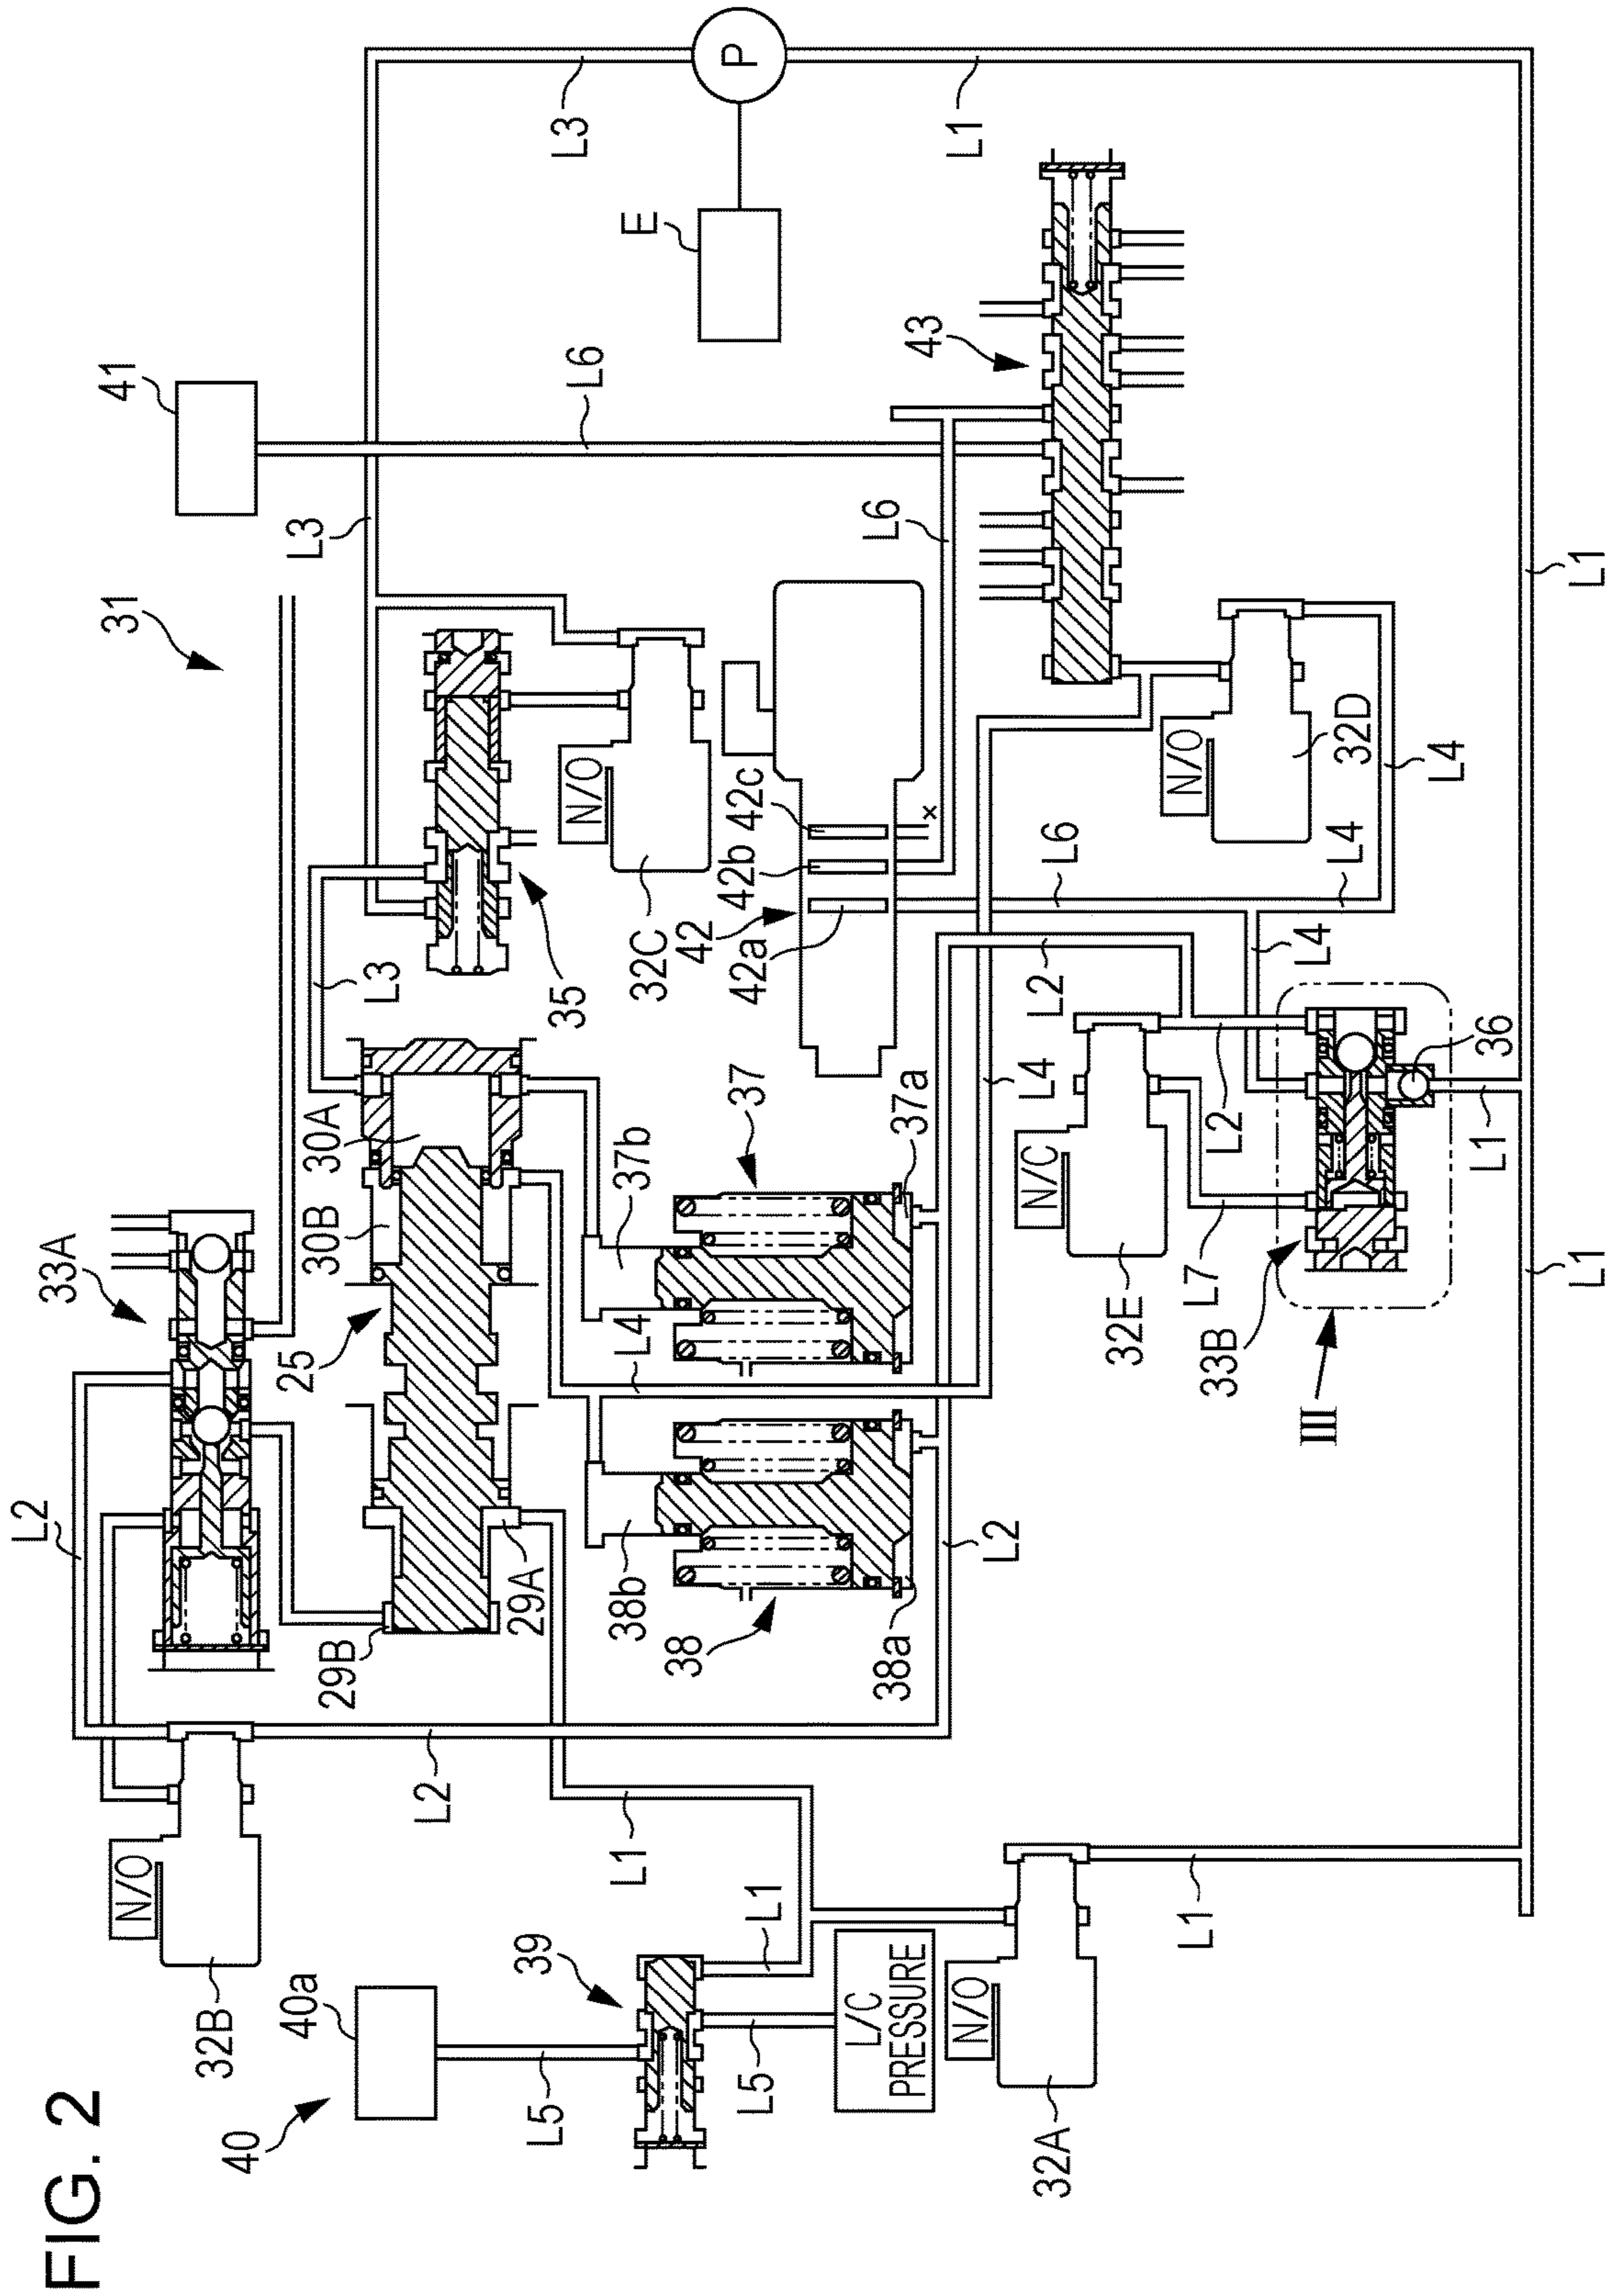 FIG. 2
40
40a
L5
39
L5
L/C
PRESSURE
N/O
32A
L1
L1
L1
N/O
32B
L2
L2
33A
29B
29A
25
30B
30A
38
38b
38a
L2
L4
37
37b
37a
L3
35
31
41
L3
L3
P
L1
E
L6
L6
43
N/O
32C
42
42a
42b
42c
×
L6
L4
L4
L4
N/O
32D
L2
L2
L4
N/C
32E
L7
33B
III
36
L1
L1
L1